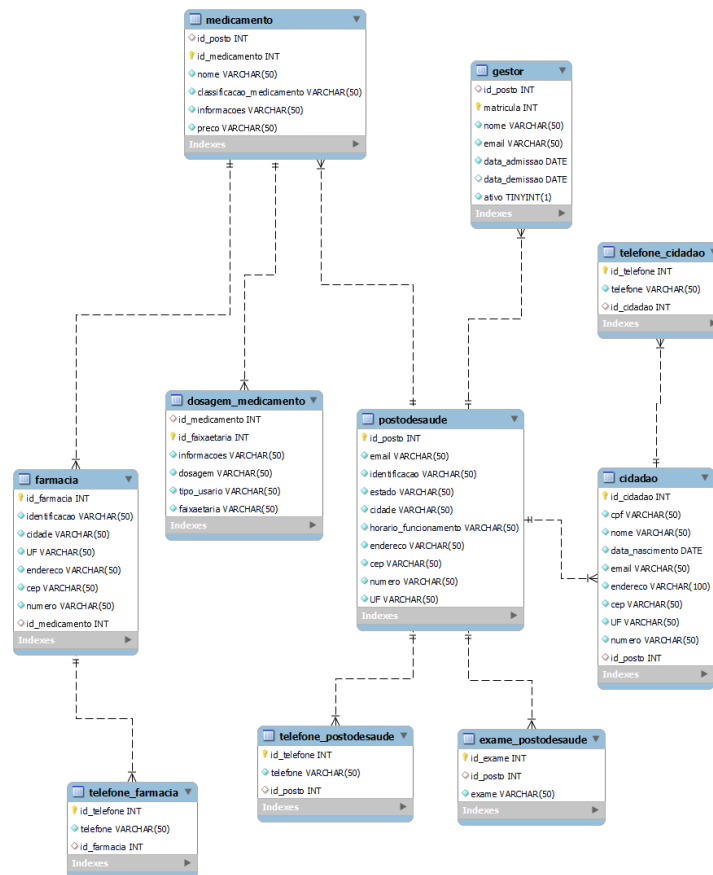 medicamento
id_posto INT
id_medicamento INT
nome VARCHAR(50)
classificacao_medicamento VARCHAR(50)
informacoes VARCHAR(50)
preco VARCHAR(50)
Indexes
gestor
id_posto INT
matricula INT
nome VARCHAR(50)
email VARCHAR(50)
data_admissao DATE
data_demissao DATE
ativo TINYINT(1)
Indexes
telefone_cidadao
id_telefone INT
telefone VARCHAR(50)
id_cidadao INT
Indexes
dosagem_medicamento
id_medicamento INT
id_faixaetaria INT
informacoes VARCHAR(50)
dosagem VARCHAR(50)
tipo_usario VARCHAR(50)
faixaetaria VARCHAR(50)
Indexes
postodesaude
id_posto INT
email VARCHAR(50)
identificacao VARCHAR(50)
estado VARCHAR(50)
cidade VARCHAR(50)
horario_funcionamento VARCHAR(50)
endereco VARCHAR(50)
cep VARCHAR(50)
numero VARCHAR(50)
UF VARCHAR(50)
Indexes
farmacia
id_farmacia INT
identificacao VARCHAR(50)
cidade VARCHAR(50)
UF VARCHAR(50)
endereco VARCHAR(50)
cep VARCHAR(50)
numero VARCHAR(50)
id_medicamento INT
Indexes
cidadao
id_cidadao INT
cpf VARCHAR(50)
nome VARCHAR(50)
data_nascimento DATE
email VARCHAR(50)
endereco VARCHAR(100)
cep VARCHAR(50)
UF VARCHAR(50)
numero VARCHAR(50)
id_posto INT
Indexes
telefone_postodesaude
id_telefone INT
telefone VARCHAR(50)
id_posto INT
Indexes
exame_postodesaude
id_exame INT
id_posto INT
exame VARCHAR(50)
Indexes
telefone_farmacia
id_telefone INT
telefone VARCHAR(50)
id_farmacia INT
Indexes